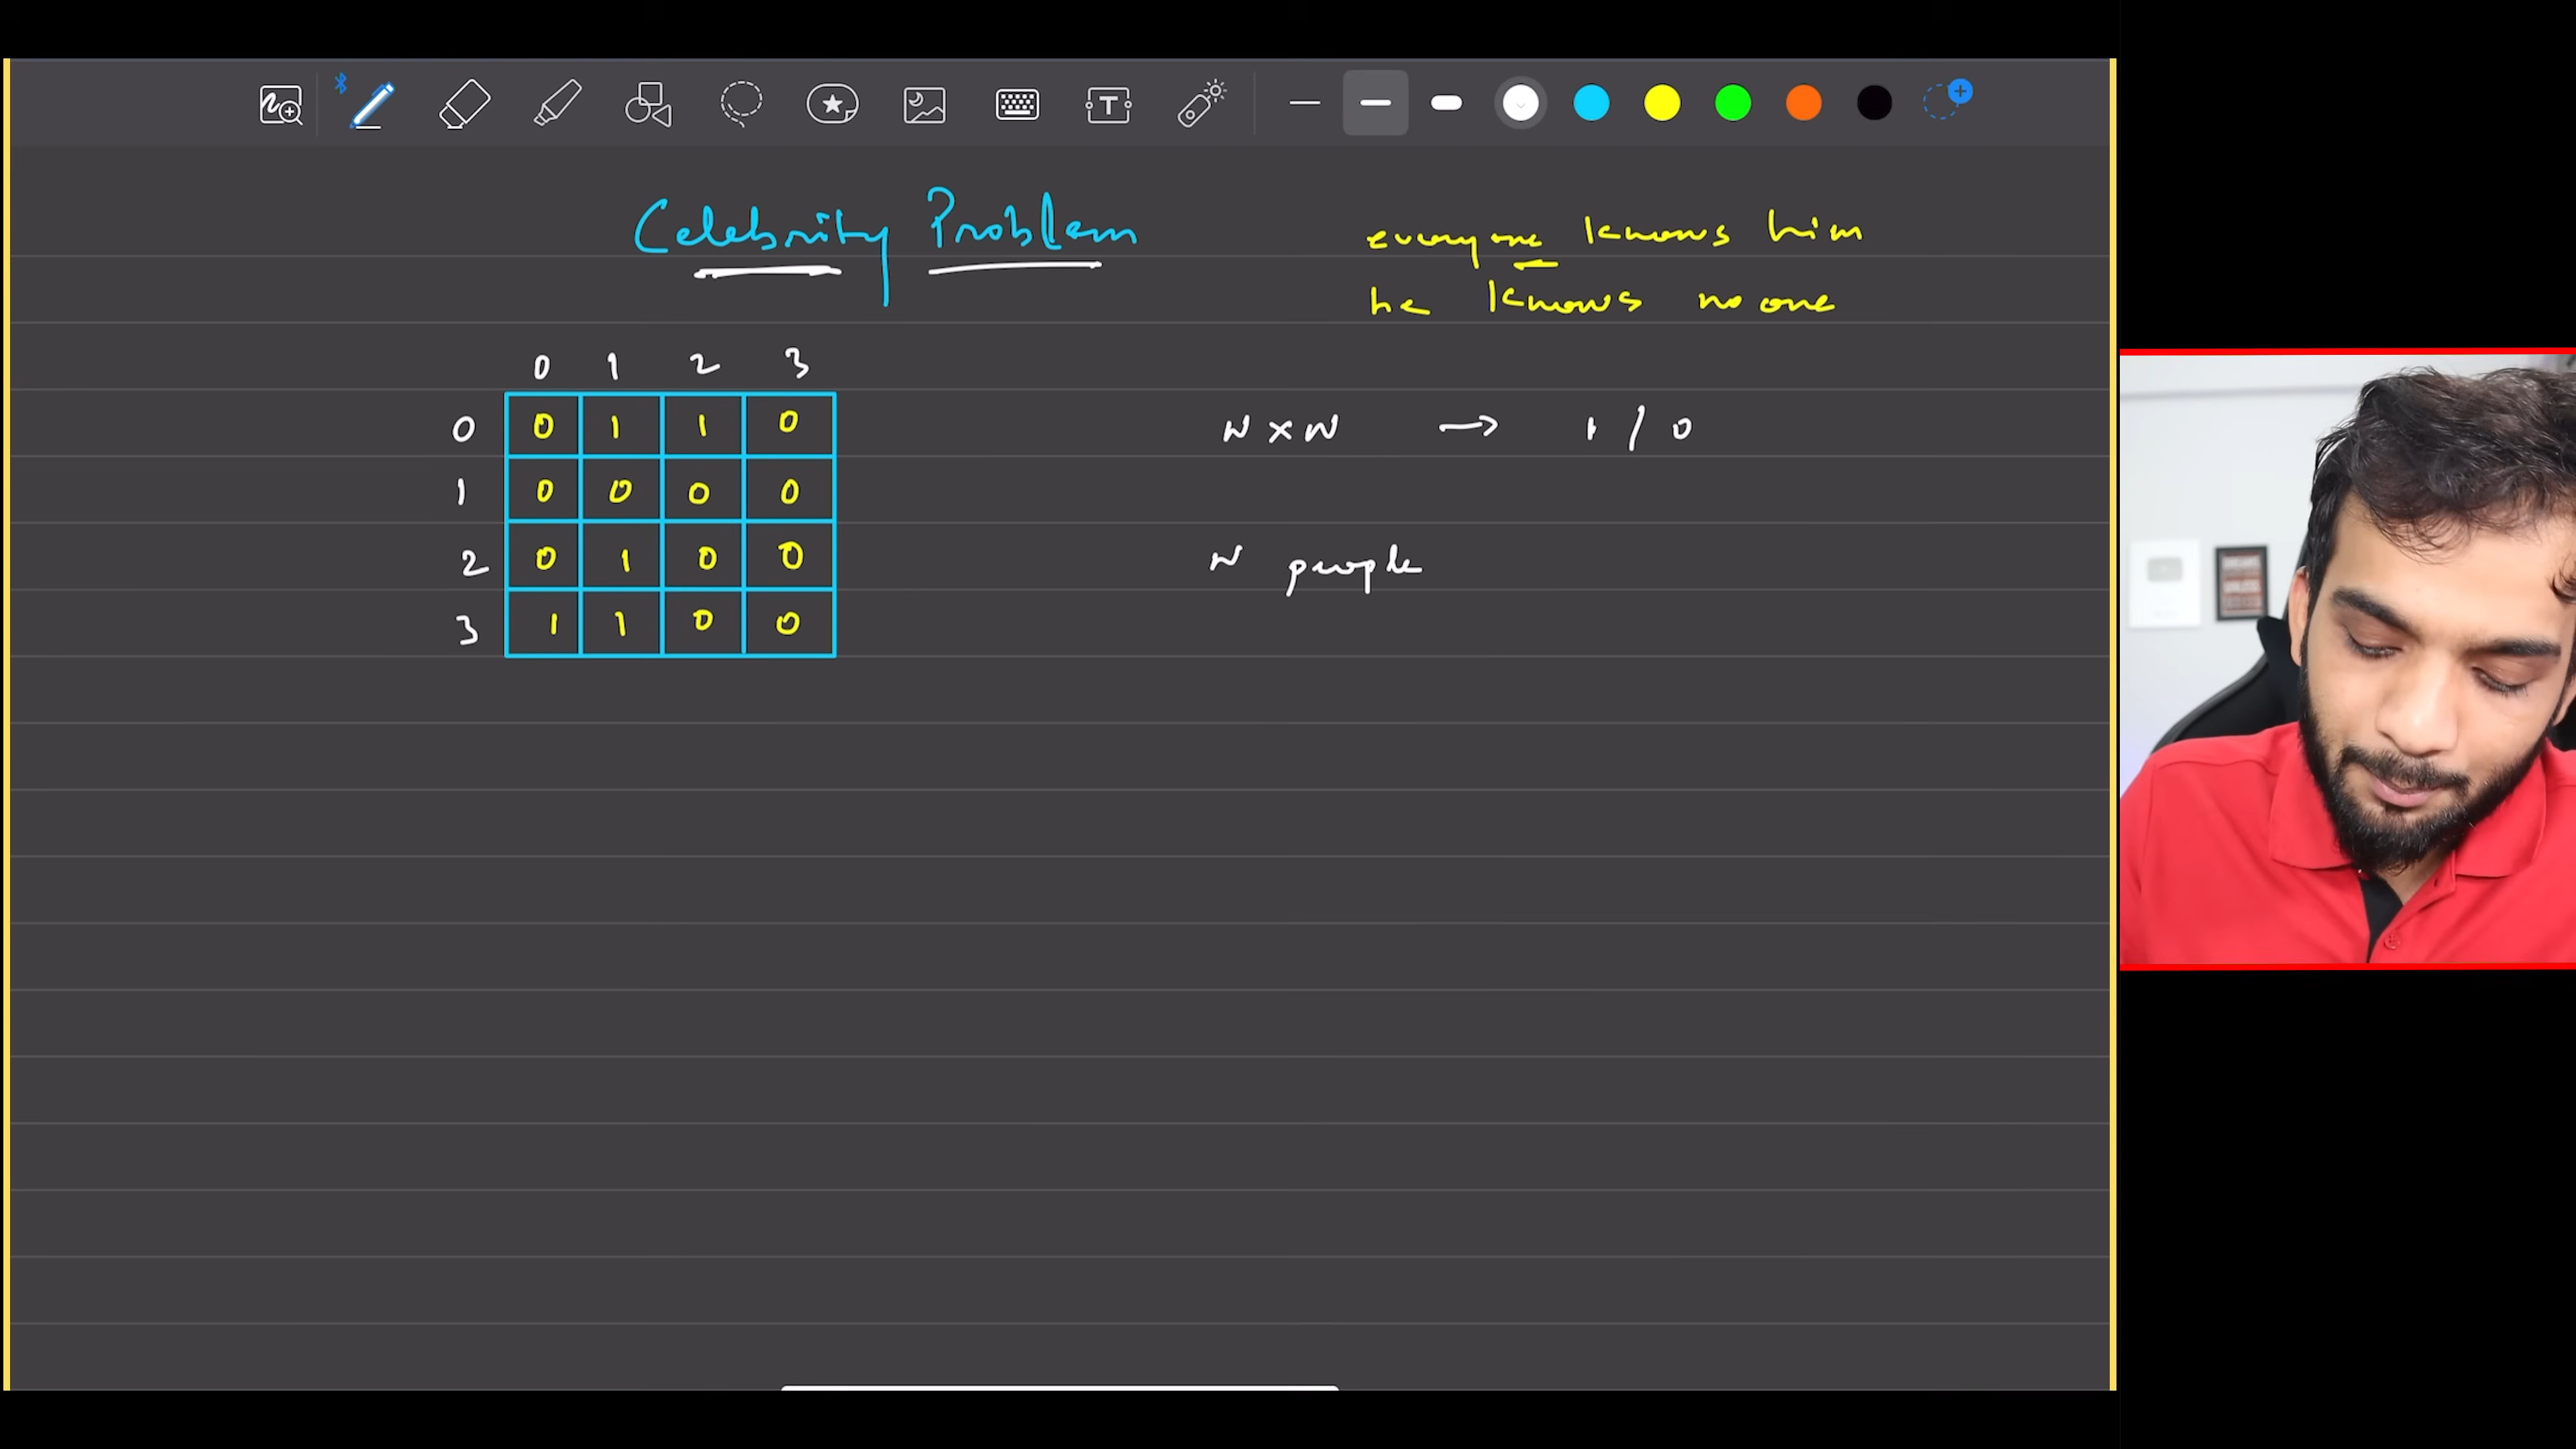 Celebrity Problem
everyone knows him
he knows no one
0 1 2 3
0 0 1 1 0
1 0 0 0 0
2 0 1 0 0
3 1 1 0 0
N × N → 1 / 0
N people
T